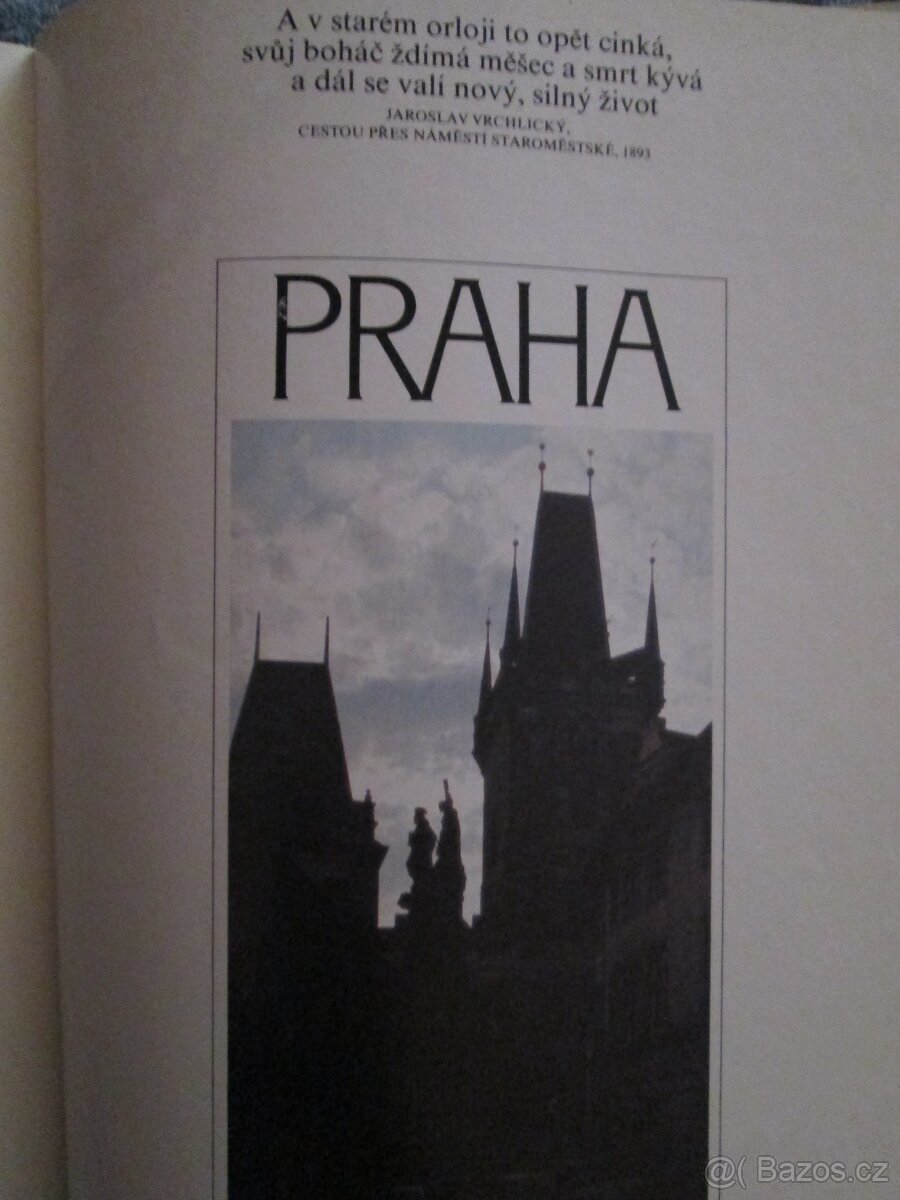 A v starém orloji to opět cinká,
svůj boháč ždímá měšec a smrt kývá
a dál se valí nový, silný život
JAROSLAV VRCHLICKÝ,
CESTOU PŘES NÁMĚSTÍ STAROMĚSTSKÉ, 1893
PRAHA
@( Bazos.cz